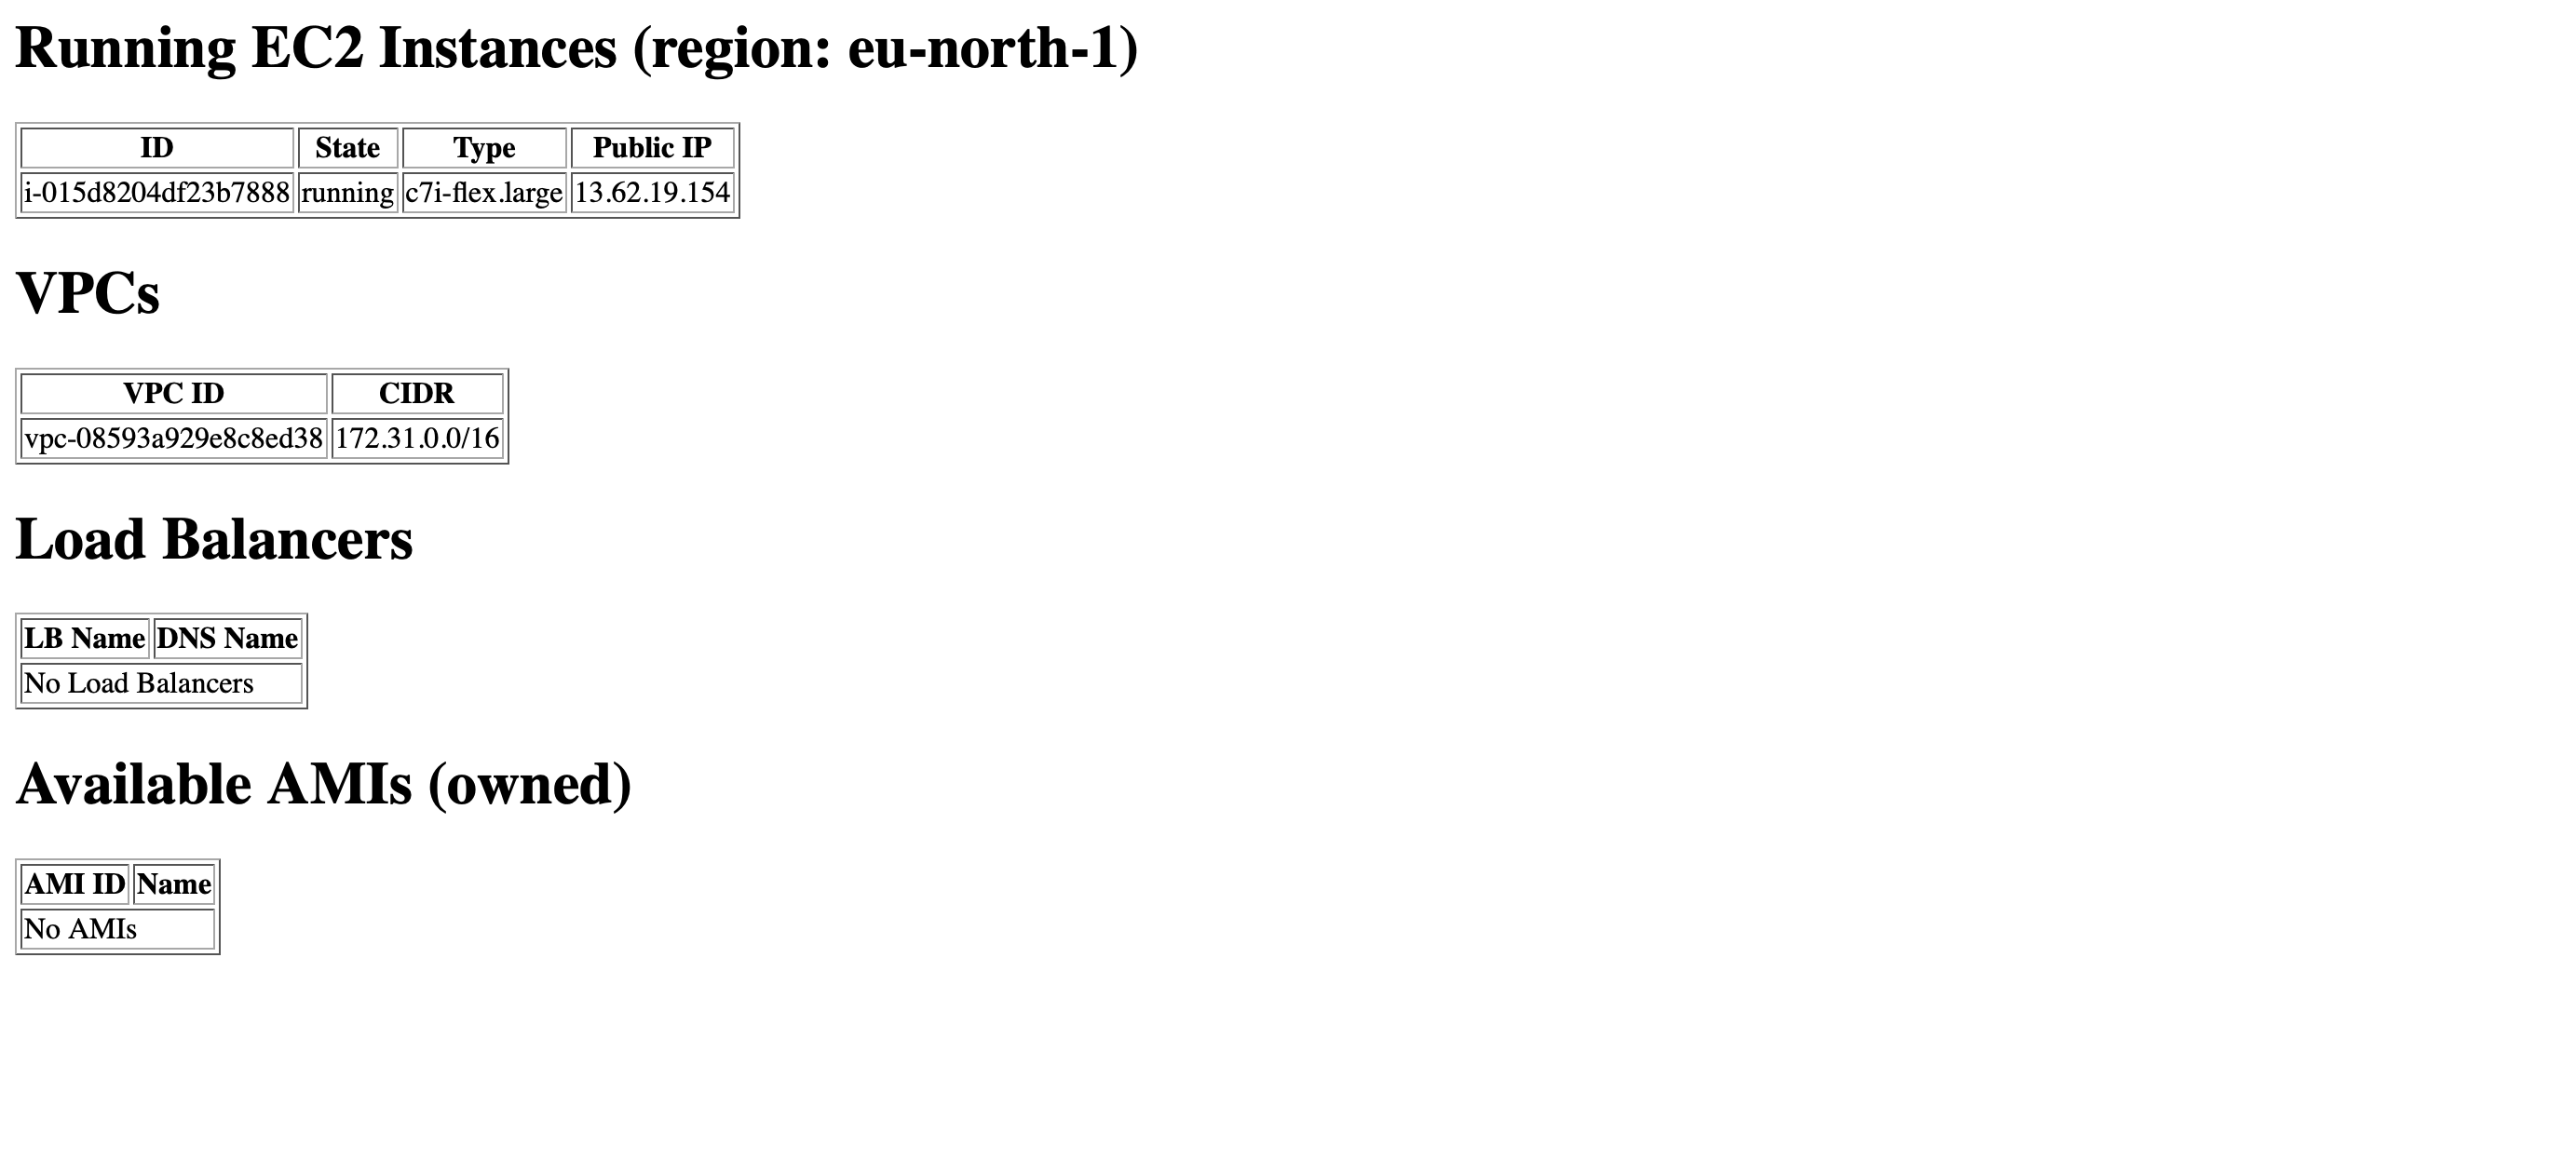 Running EC2 Instances (region: eu-north-1)
ID State Type Public IP
i-015d8204df23b7888 running c7i-flex.large 13.62.19.154
VPCs
VPC ID CIDR
vpc-08593a929e8c8ed38 172.31.0.0/16
Load Balancers
LB Name DNS Name
No Load Balancers
Available AMIs (owned)
AMI ID Name
No AMIs